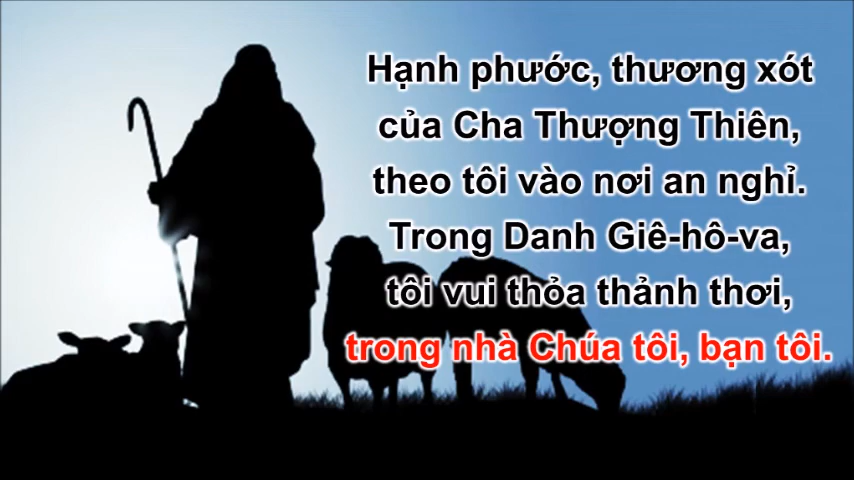 Hạnh phước, thương xót
của Cha Thượng Thiên,
theo tôi vào nơi an nghỉ.
Trong Danh Giê-hô-va,
tôi vui thỏa thảnh thơi,
trong nhà Chúa tôi, bạn tôi.